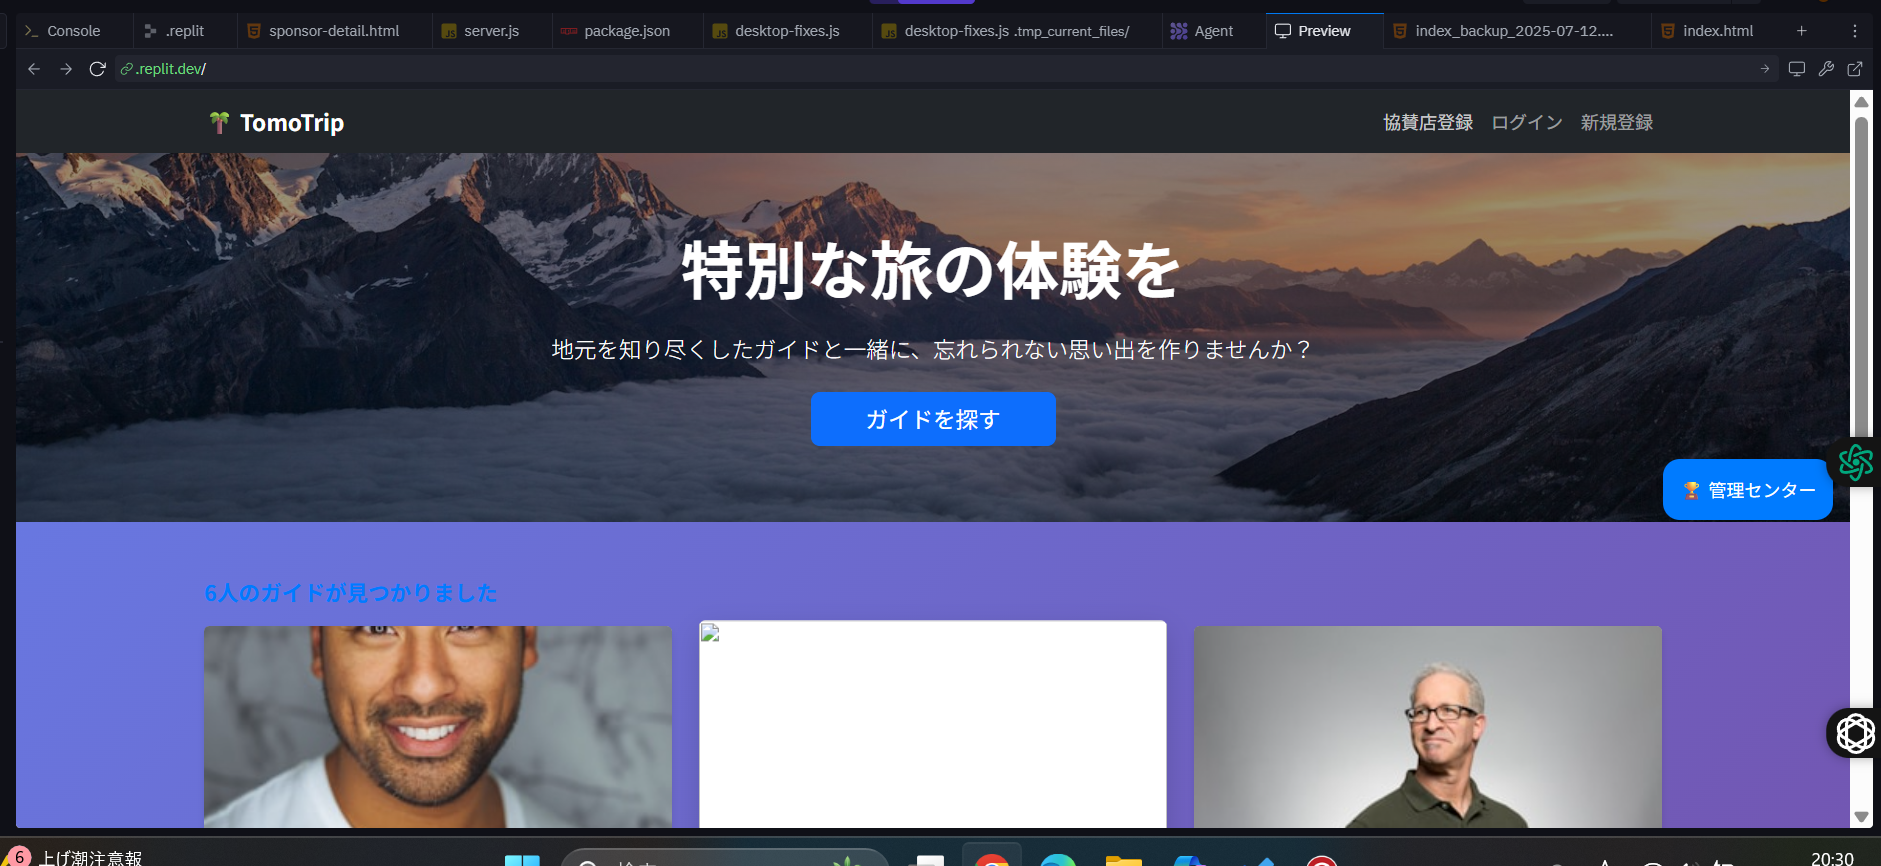 Console
.replit
sponsor-detail.html
server.js
package.json
desktop-fixes.js
desktop-fixes.js .tmp_current_files/
Agent
Preview
index_backup_2025-07-12....
index.html
.replit.dev/
TomoTrip
協賛店登録 ログイン 新規登録
特別な旅の体験を
地元を知り尽くしたガイドと一緒に、忘れられない思い出を作りませんか？
ガイドを探す
管理センター
6人のガイドが見つかりました
6
上げ潮注意報
20:30